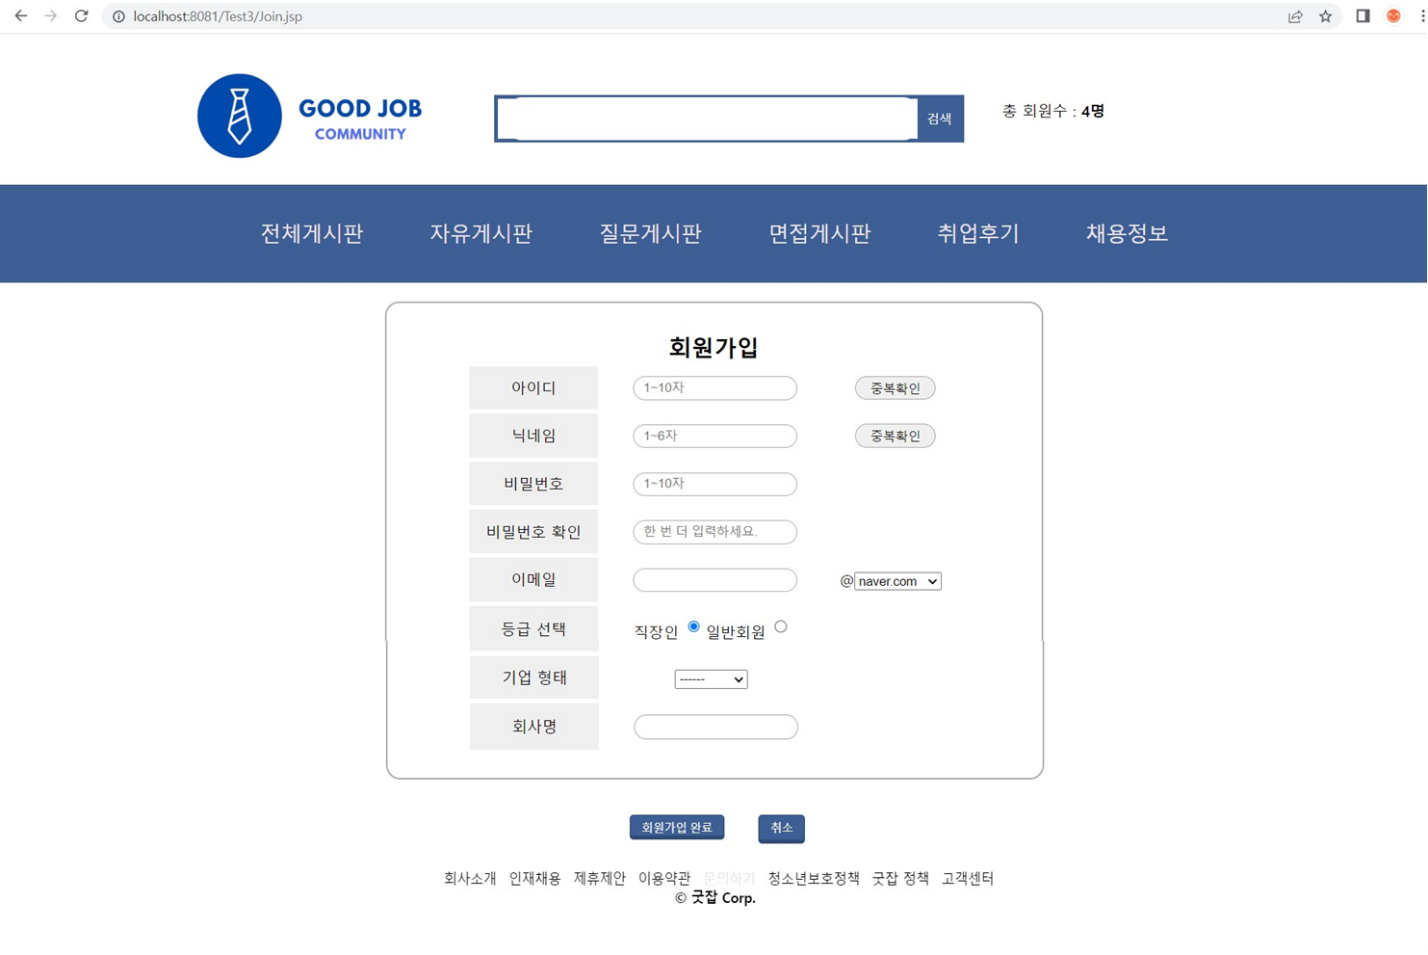 localhost:8081/Test3/Join.jsp
GOOD JOB
COMMUNITY
검색
총 회원수 : 4명
전체게시판 자유게시판 질문게시판 면접게시판 취업후기 채용정보
회원가입
아이디 1~10자 중복확인
닉네임 1~6자 중복확인
비밀번호 1~10자
비밀번호 확인 한 번 더 입력하세요.
이메일 @ naver.com
등급 선택 직장인 일반회원
기업 형태 ------
회사명
회원가입 완료 취소
회사소개 인재채용 제휴제안 이용약관 문의하기 청소년보호정책 굿잡 정책 고객센터
© 굿잡 Corp.